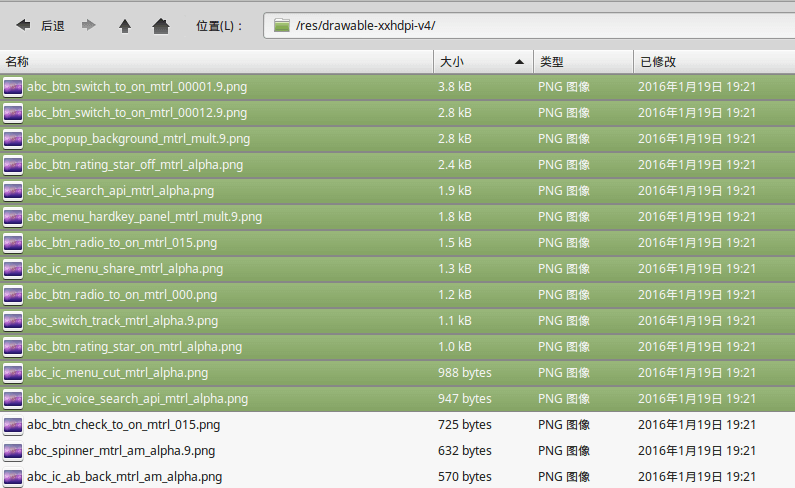 后退 位置(L)： /res/drawable-xxhdpi-v4/
名称 大小 类型 已修改
abc_btn_switch_to_on_mtrl_00001.9.png 3.8 kB PNG 图像 2016年1月19日 19:21
abc_btn_switch_to_on_mtrl_00012.9.png 2.8 kB PNG 图像 2016年1月19日 19:21
abc_popup_background_mtrl_mult.9.png 2.8 kB PNG 图像 2016年1月19日 19:21
abc_btn_rating_star_off_mtrl_alpha.png 2.4 kB PNG 图像 2016年1月19日 19:21
abc_ic_search_api_mtrl_alpha.png 1.9 kB PNG 图像 2016年1月19日 19:21
abc_menu_hardkey_panel_mtrl_mult.9.png 1.8 kB PNG 图像 2016年1月19日 19:21
abc_btn_radio_to_on_mtrl_015.png 1.5 kB PNG 图像 2016年1月19日 19:21
abc_ic_menu_share_mtrl_alpha.png 1.3 kB PNG 图像 2016年1月19日 19:21
abc_btn_radio_to_on_mtrl_000.png 1.2 kB PNG 图像 2016年1月19日 19:21
abc_switch_track_mtrl_alpha.9.png 1.1 kB PNG 图像 2016年1月19日 19:21
abc_btn_rating_star_on_mtrl_alpha.png 1.0 kB PNG 图像 2016年1月19日 19:21
abc_ic_menu_cut_mtrl_alpha.png 988 bytes PNG 图像 2016年1月19日 19:21
abc_ic_voice_search_api_mtrl_alpha.png 947 bytes PNG 图像 2016年1月19日 19:21
abc_btn_check_to_on_mtrl_015.png 725 bytes PNG 图像 2016年1月19日 19:21
abc_spinner_mtrl_am_alpha.9.png 632 bytes PNG 图像 2016年1月19日 19:21
abc_ic_ab_back_mtrl_am_alpha.png 570 bytes PNG 图像 2016年1月19日 19:21